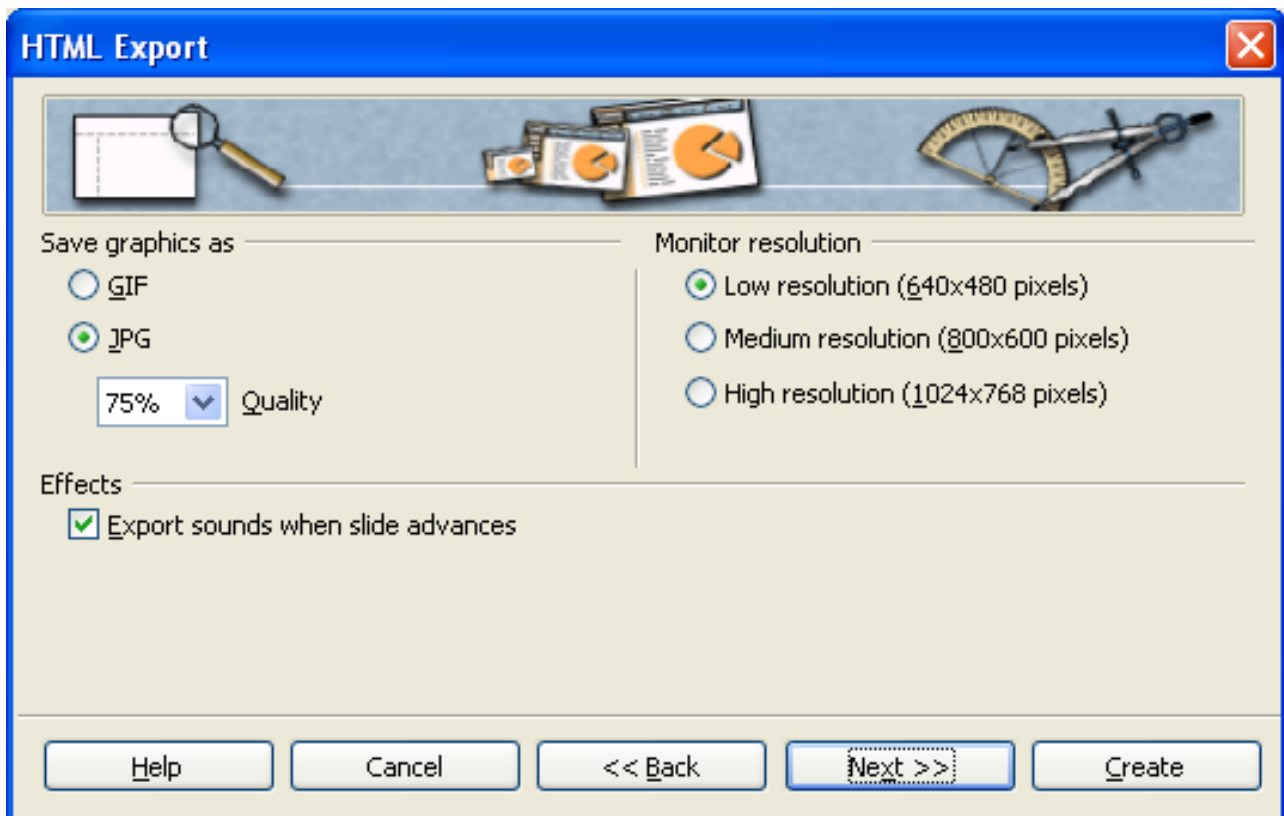 HTML Export
Save graphics as
GIF
JPG
75% Quality
Monitor resolution
Low resolution (640x480 pixels)
Medium resolution (800x600 pixels)
High resolution (1024x768 pixels)
Effects
Export sounds when slide advances
Help Cancel << Back Next >> Create